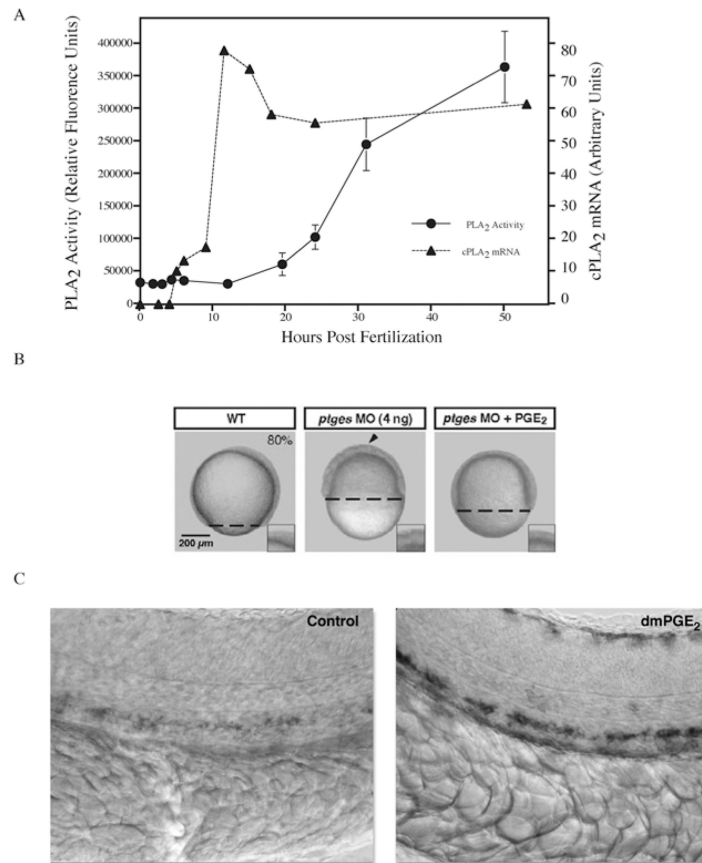 A
PLA2 Activity (Relative Fluorence Units)
400000
350000
300000
250000
200000
150000
100000
50000
0
80
70
60
50
40
30
20
10
0
cPLA2 mRNA (Arbitrary Units)
PLA2 Activity
cPLA2 mRNA
0 10 20 30 40 50
Hours Post Fertilization
B
WT
ptges MO (4 ng)
ptges MO + PGE2
80%
200 µm
C
Control
dmPGE2